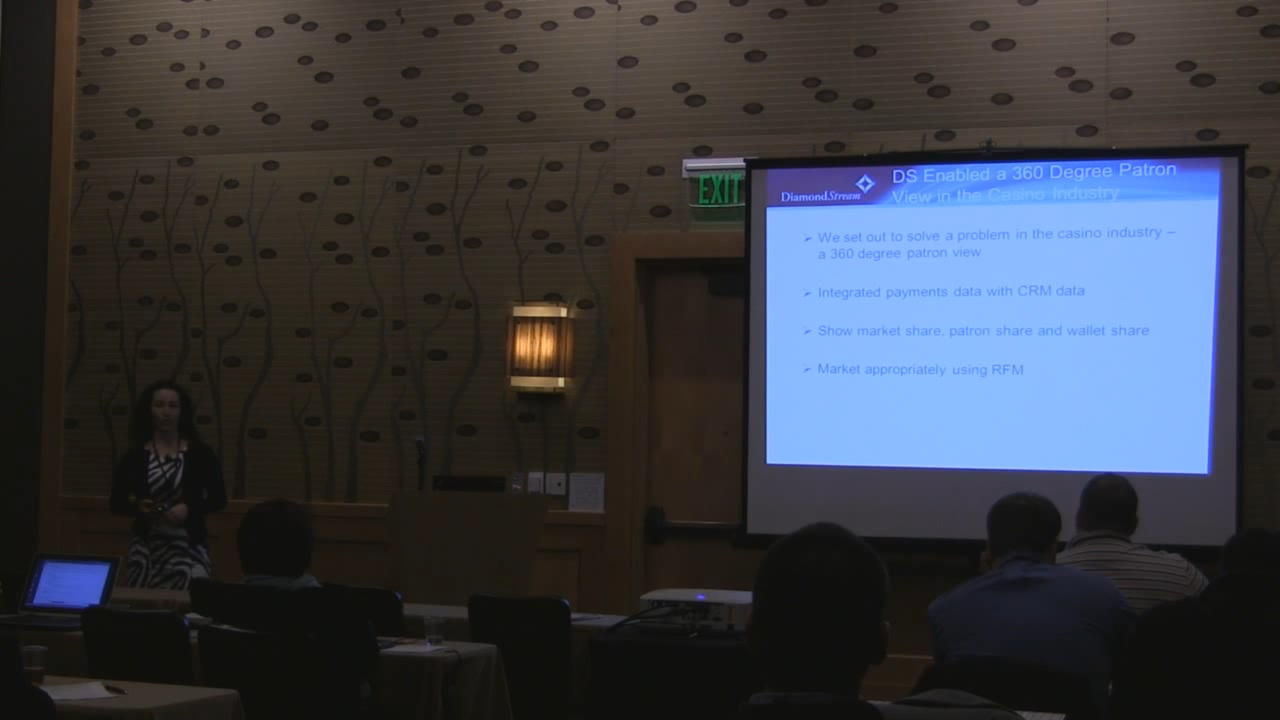 EXIT
DiamondStream
DS Enabled a 360 Degree Patron
View in the Casino Industry
➢ We set out to solve a problem in the casino industry –
a 360 degree patron view
➢ Integrated payments data with CRM data
➢ Show market share, patron share and wallet share
➢ Market appropriately using RFM